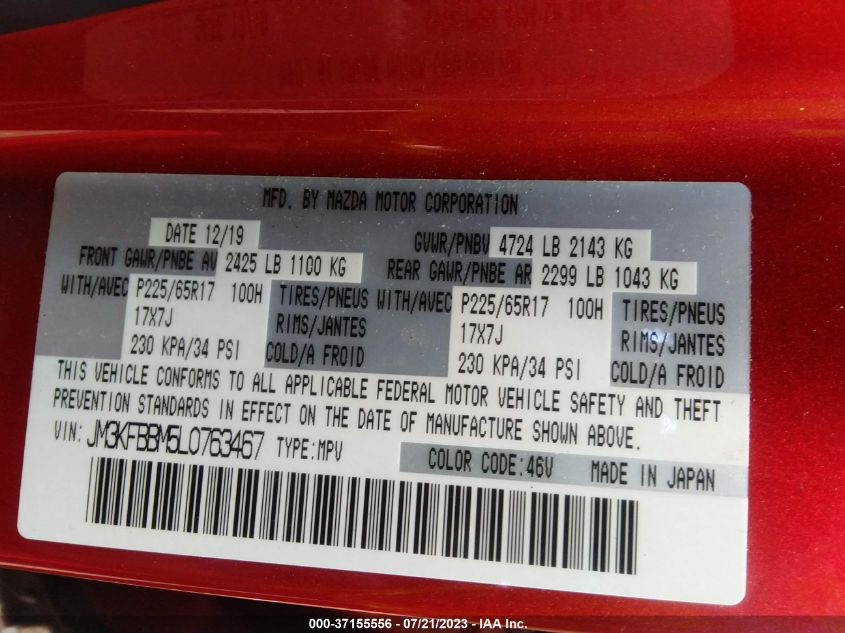 MFD. BY MAZDA MOTOR CORPORATION
DATE 12/19 GVWR/PNBV 4724 LB 2143 KG
FRONT GAWR/PNBE AV 2425 LB 1100 KG REAR GAWR/PNBE AR 2299 LB 1043 KG
WITH/AVEC P225/65R17 100H TIRES/PNEUS WITH/AVEC P225/65R17 100H TIRES/PNEUS
17X7J RIMS/JANTES 17X7J RIMS/JANTES
230 KPA/34 PSI COLD/A FROID 230 KPA/34 PSI COLD/A FROID
THIS VEHICLE CONFORMS TO ALL APPLICABLE FEDERAL MOTOR VEHICLE SAFETY AND THEFT
PREVENTION STANDARDS IN EFFECT ON THE DATE OF MANUFACTURE SHOWN ABOVE.
VIN: JM3KFBBM5L0763467 TYPE:MPV
COLOR CODE:46V MADE IN JAPAN
000-37155556 - 07/21/2023 - IAA Inc.